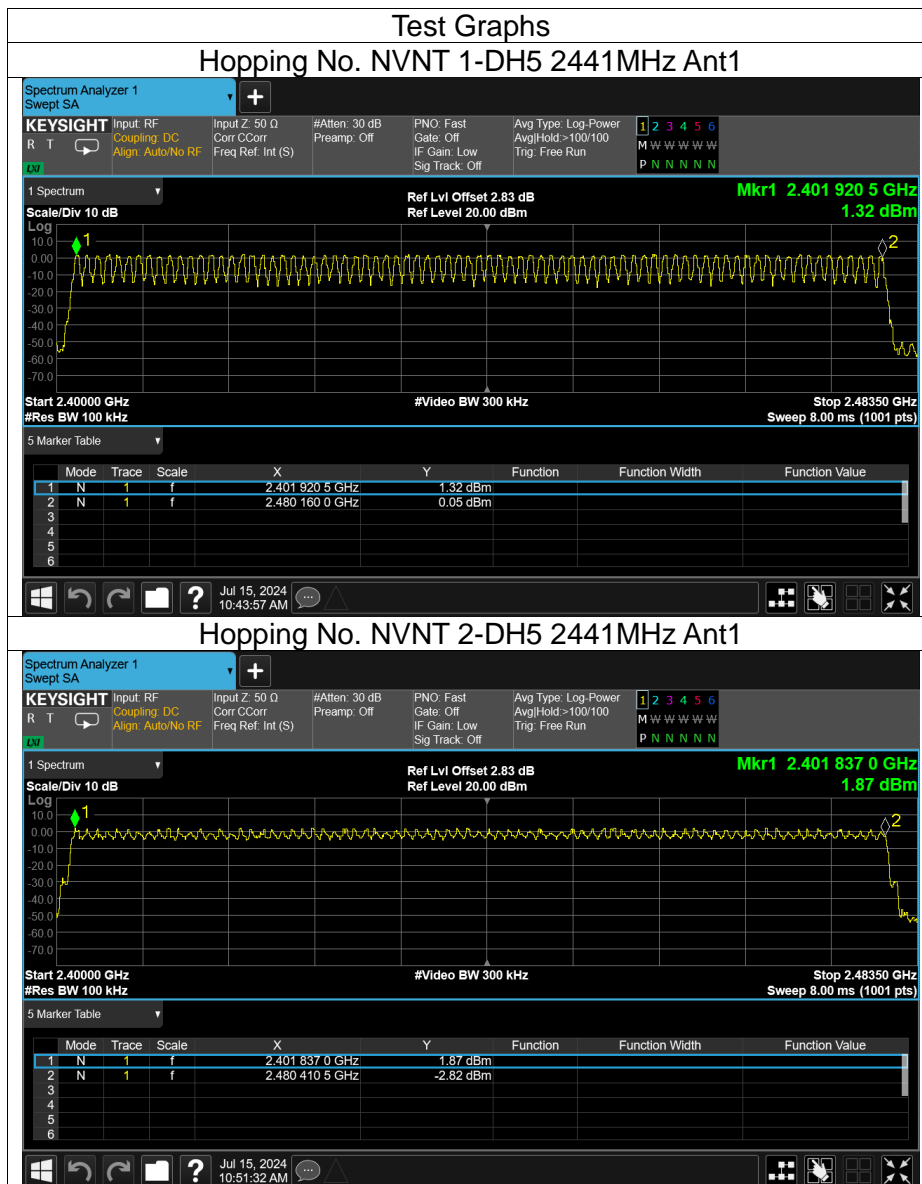 Test Graphs
Hopping No. NVNT 1-DH5 2441MHz Ant1
Spectrum Analyzer 1
Swept SA
+
KEYSIGHT Input: RF Input Z: 50 Ω #Atten: 30 dB PNO: Fast Avg Type: Log-Power 1 2 3 4 5 6
R T Coupling: DC Corr CCorr Preamp: Off Gate: Off Avg|Hold:>100/100 M W W W W W
Align: Auto/No RF Freq Ref: Int (S) IF Gain: Low Trig: Free Run
LXI Sig Track: Off P N N N N N
1 Spectrum Ref Lvl Offset 2.83 dB Mkr1 2.401 920 5 GHz
Scale/Div 10 dB Ref Level 20.00 dBm 1.32 dBm
Log
10.0 1 2
0.00
-10.0
-20.0
-30.0
-40.0
-50.0
-60.0
-70.0
Start 2.40000 GHz #Video BW 300 kHz Stop 2.48350 GHz
#Res BW 100 kHz Sweep 8.00 ms (1001 pts)
5 Marker Table
Mode Trace Scale X Y Function Function Width Function Value
1 N 1 f 2.401 920 5 GHz 1.32 dBm
2 N 1 f 2.480 160 0 GHz 0.05 dBm
3
4
5
6
? Jul 15, 2024
10:43:57 AM
Hopping No. NVNT 2-DH5 2441MHz Ant1
Spectrum Analyzer 1
Swept SA
+
KEYSIGHT Input: RF Input Z: 50 Ω #Atten: 30 dB PNO: Fast Avg Type: Log-Power 1 2 3 4 5 6
R T Coupling: DC Corr CCorr Preamp: Off Gate: Off Avg|Hold:>100/100 M W W W W W
Align: Auto/No RF Freq Ref: Int (S) IF Gain: Low Trig: Free Run
LXI Sig Track: Off P N N N N N
1 Spectrum Ref Lvl Offset 2.83 dB Mkr1 2.401 837 0 GHz
Scale/Div 10 dB Ref Level 20.00 dBm 1.87 dBm
Log
10.0 1 2
0.00
-10.0
-20.0
-30.0
-40.0
-50.0
-60.0
-70.0
Start 2.40000 GHz #Video BW 300 kHz Stop 2.48350 GHz
#Res BW 100 kHz Sweep 8.00 ms (1001 pts)
5 Marker Table
Mode Trace Scale X Y Function Function Width Function Value
1 N 1 f 2.401 837 0 GHz 1.87 dBm
2 N 1 f 2.480 410 5 GHz -2.82 dBm
3
4
5
6
? Jul 15, 2024
10:51:32 AM